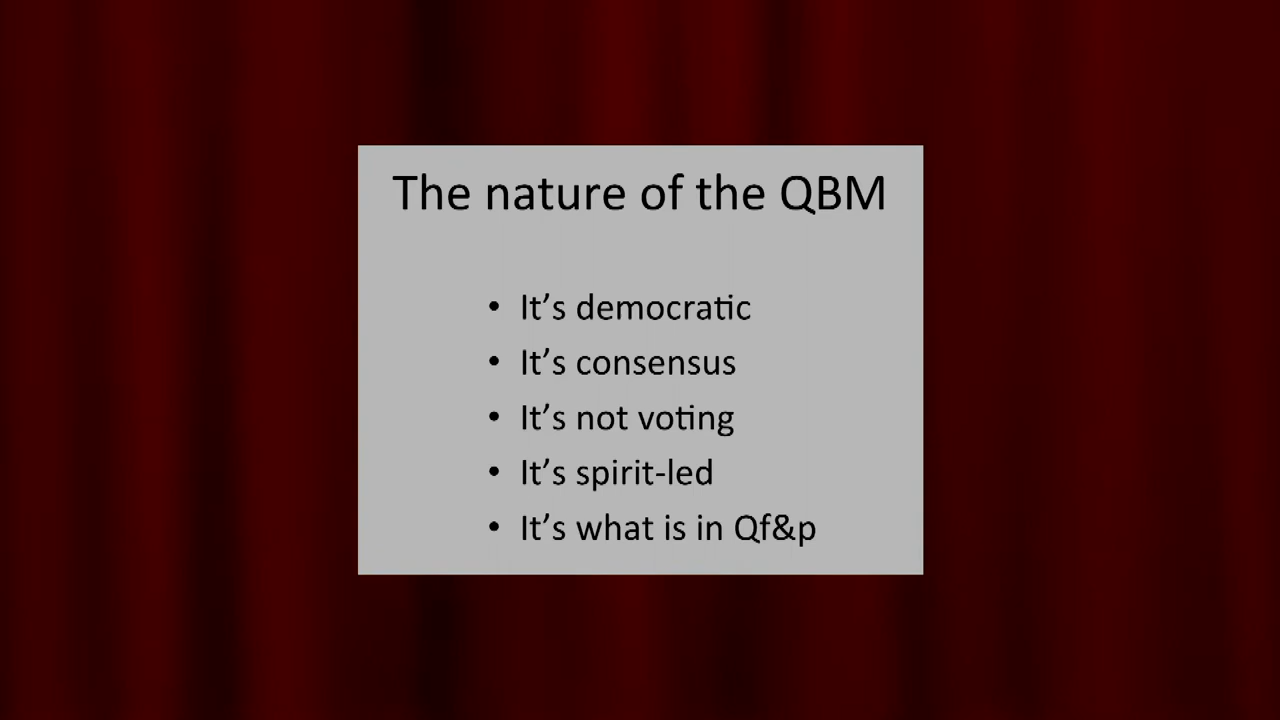 The nature of the QBM
• It’s democratic
• It’s consensus
• It’s not voting
• It’s spirit-led
• It’s what is in Qf&p